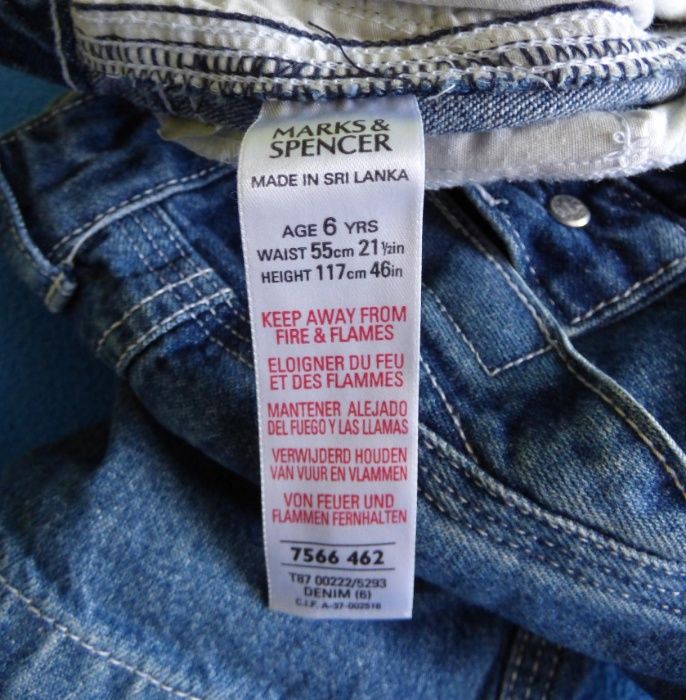 MARKS &
SPENCER
MADE IN SRI LANKA
AGE 6 YRS
WAIST 55cm 21½in
HEIGHT 117cm 46in
KEEP AWAY FROM
FIRE & FLAMES
ELOIGNER DU FEU
ET DES FLAMMES
MANTENER ALEJADO
DEL FUEGO Y LAS LLAMAS
VERWIJDERD HOUDEN
VAN VUUR EN VLAMMEN
VON FEUER UND
FLAMMEN FERNHALTEN
7566 462
T87 00222/5293
DENIM (6)
C.I.F. A-37-002516